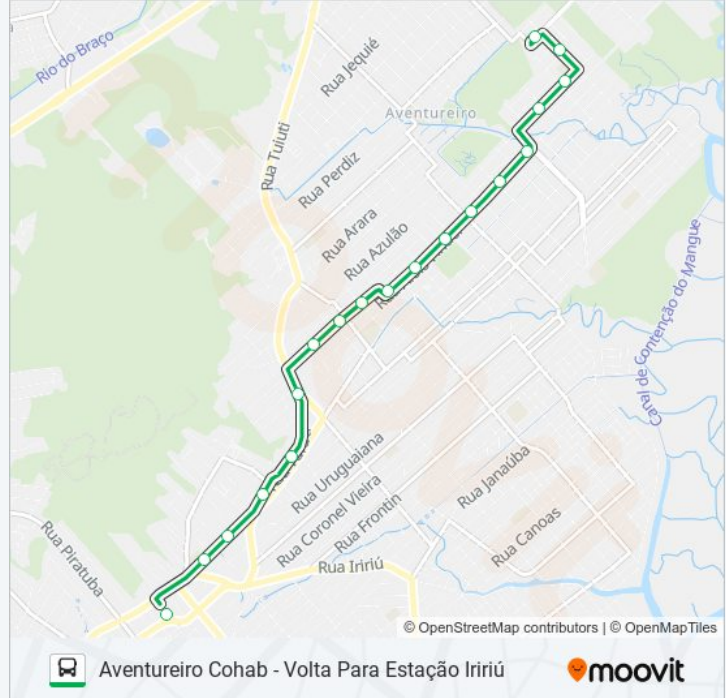 Rio do Braço
Rua Jequié
Aventureiro
Rua Tuiuti
Rua Perdiz
Rua Arara
Rua Azulão
Canal de Contenção do Mangue
Rua Uruguaiana
Rua Coronel Vieira
Rua Frontin
Rua Janaúba
Rua Canoas
Rua Piratuba
Rua Iririú
© OpenStreetMap contributors | © OpenMapTiles
Aventureiro Cohab - Volta Para Estação Iririú
moovit